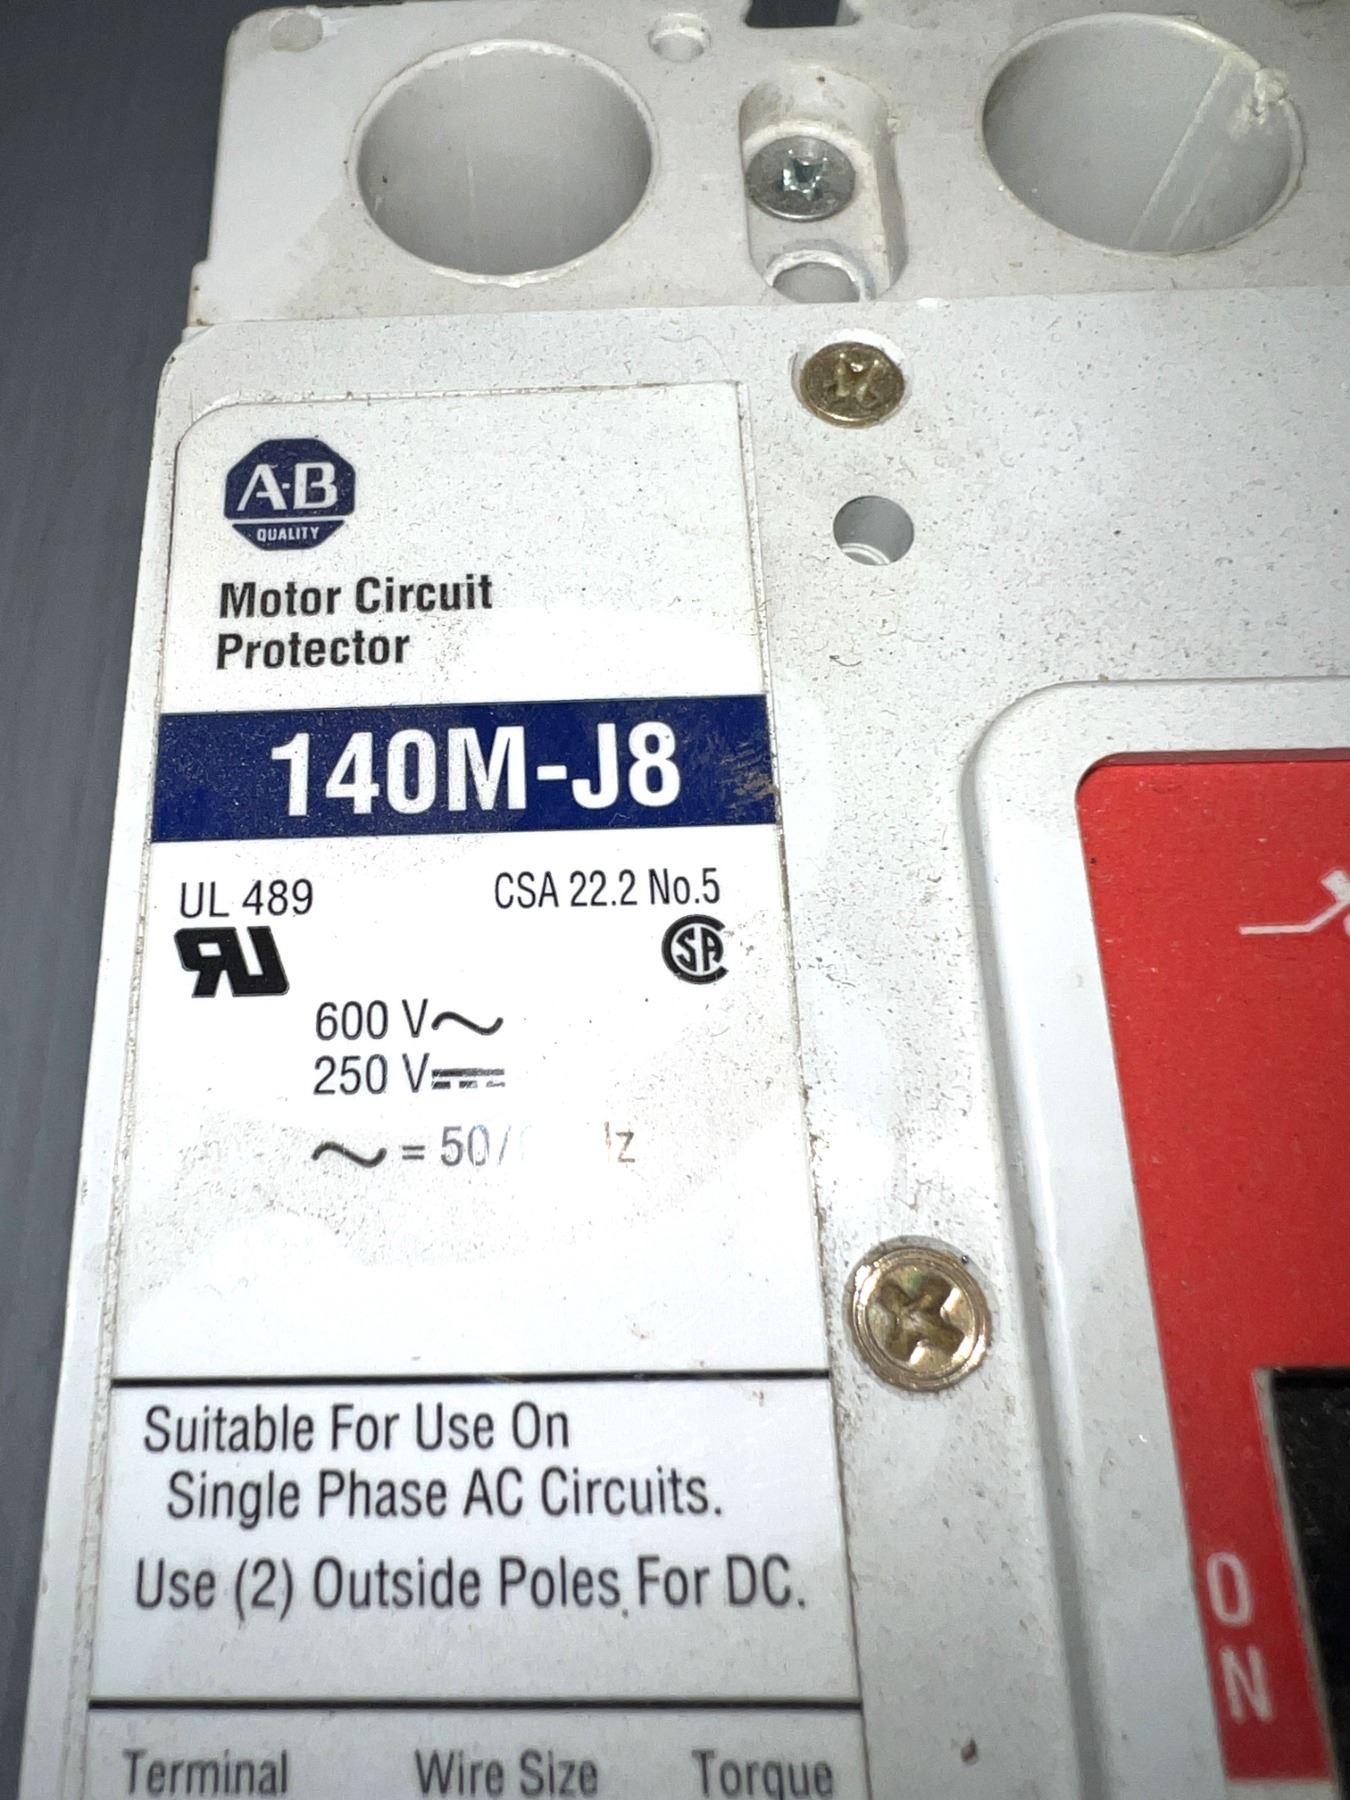 A-B
QUALITY
Motor Circuit
Protector
140M-J8
UL 489 CSA 22.2 No.5
600 V~
250 V⎓
~ = 50/
Suitable For Use On
Single Phase AC Circuits.
Use (2) Outside Poles For DC.
Terminal Wire Size Torque
ON